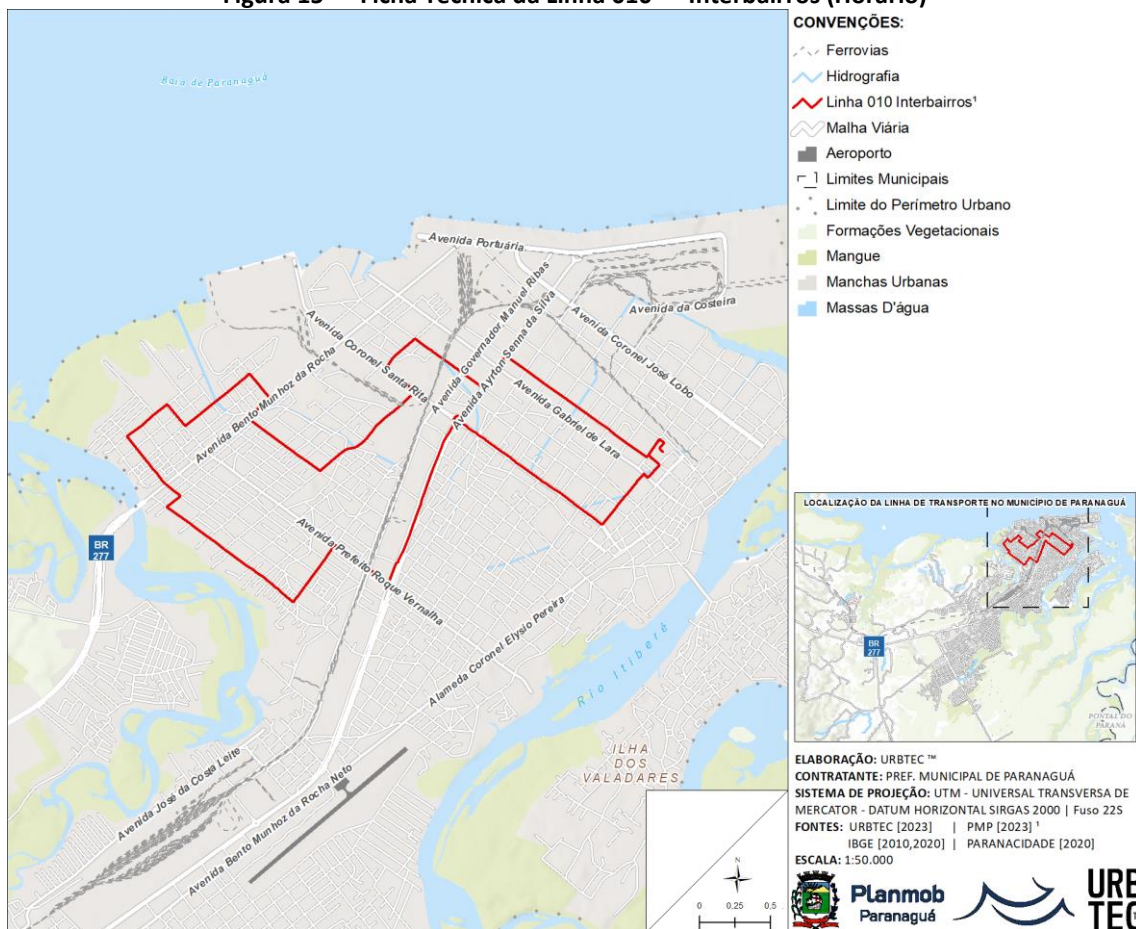 Figura 15 — Ficha Técnica da Linha 010 — Interbairros (Horário)
CONVENÇÕES:
Ferrovias
Hidrografia
Linha 010 Interbairros¹
Malha Viária
Aeroporto
Limites Municipais
Limite do Perímetro Urbano
Formações Vegetacionais
Mangue
Manchas Urbanas
Massas D'água
Baía de Paranaguá
Avenida Portuária
Avenida Governador Manuel Ribas
Avenida Ayrton Senna da Silva
Avenida da Costeira
Avenida Coronel José Lobo
Avenida Coronel Santa Rita
Avenida Bento Munhoz da Rocha
Avenida Gabriel de Lara
BR
277
Avenida Prefeito Roque Vernalha
Alameda Coronel Elysio Pereira
Rio Itiberê
ILHA
DOS
VALADARES
Avenida José da Costa Leite
Avenida Bento Munhoz da Rocha Neto
N
0 0,25 0,5
LOCALIZAÇÃO DA LINHA DE TRANSPORTE NO MUNICÍPIO DE PARANAGUÁ
BR
277
PONTAL DO
PARANÁ
ELABORAÇÃO: URBTEC ™
CONTRATANTE: PREF. MUNICIPAL DE PARANAGUÁ
SISTEMA DE PROJEÇÃO: UTM - UNIVERSAL TRANSVERSA DE
MERCATOR - DATUM HORIZONTAL SIRGAS 2000 | Fuso 22S
FONTES: URBTEC [2023] | PMP [2023] ¹
IBGE [2010,2020] | PARANACIDADE [2020]
ESCALA: 1:50.000
Planmob
Paranaguá
URB
TEC